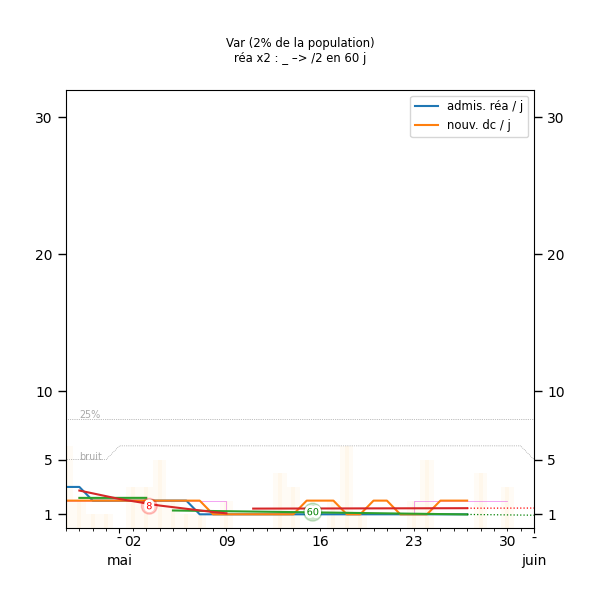 Var (2% de la population)
réa x2 : _ –> /2 en 60 j
admis. réa / j
nouv. dc / j
30 30
20 20
25%
10 10
bruit
5 5
8
60
1 1
- 02 09 16 23 30 -
mai juin